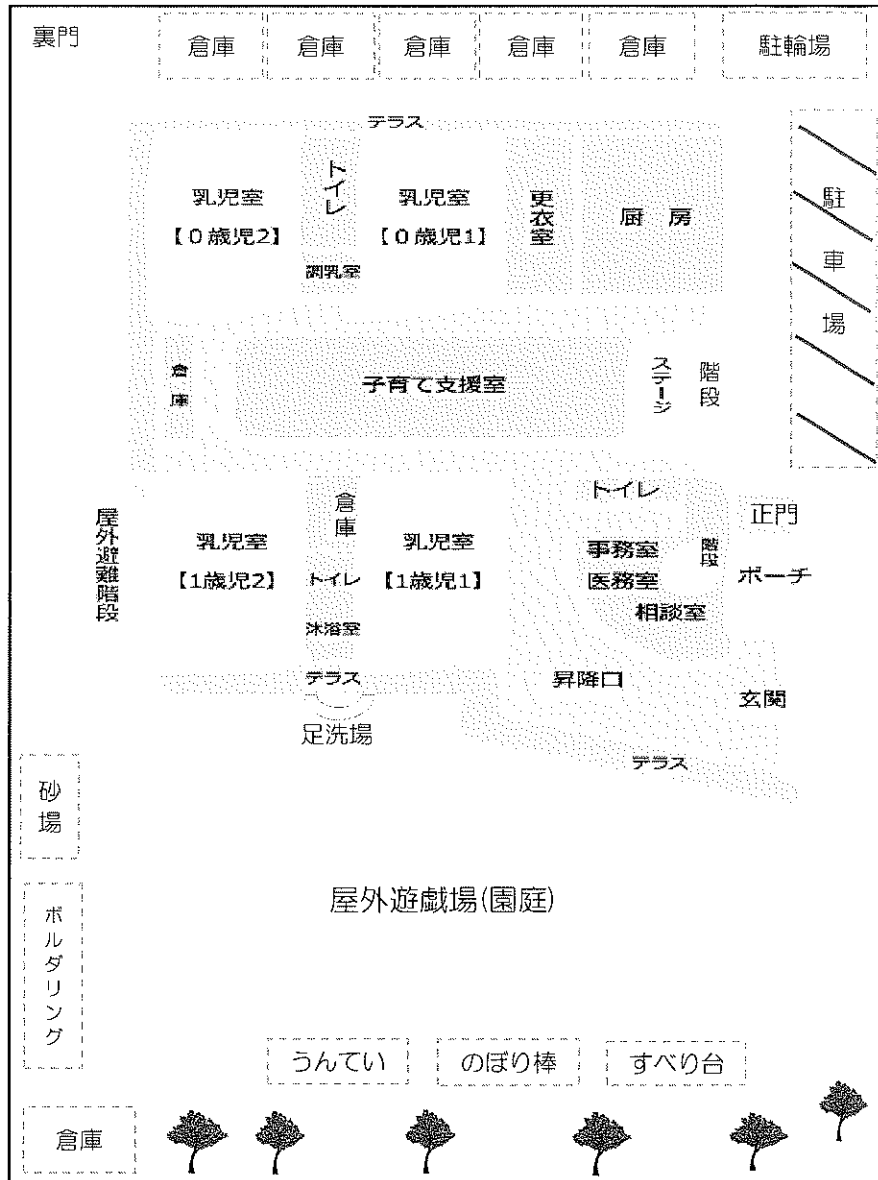 裏門
倉庫
倉庫
倉庫
倉庫
倉庫
駐輪場
テラス
乳児室
【0歳児2】
トイレ
調乳室
乳児室
【0歳児1】
更衣室
厨 房
駐車場
倉庫
子育て支援室
ステージ
階段
屋外避難階段
乳児室
【1歳児2】
倉庫
トイレ
沐浴室
乳児室
【1歳児1】
トイレ
事務室
医務室
相談室
階段
正門
ポーチ
テラス
足洗場
昇降口
玄関
テラス
砂場
屋外遊戯場(園庭)
ボルダリング
うんてい
のぼり棒
すべり台
倉庫